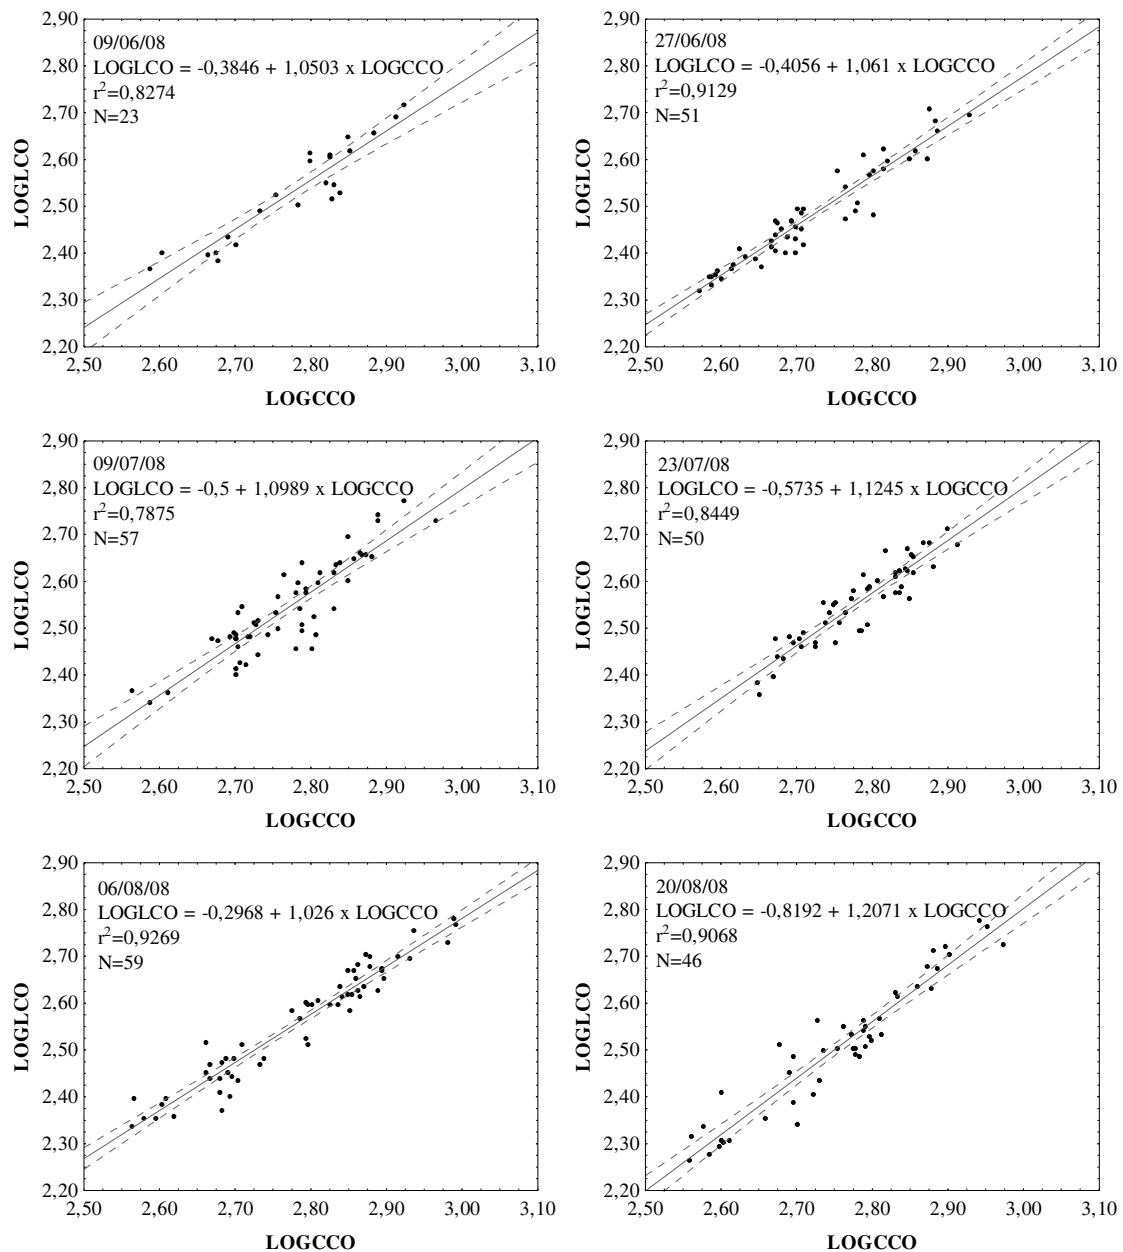 09/06/08
LOGLCO = -0,3846 + 1,0503 x LOGCCO
r²=0,8274
N=23
2,90
2,80
2,70
2,60
2,50
2,40
2,30
2,20
LOGLCO
2,50 2,60 2,70 2,80 2,90 3,00 3,10
LOGCCO
27/06/08
LOGLCO = -0,4056 + 1,061 x LOGCCO
r²=0,9129
N=51
2,90
2,80
2,70
2,60
2,50
2,40
2,30
2,20
LOGLCO
2,50 2,60 2,70 2,80 2,90 3,00 3,10
LOGCCO
09/07/08
LOGLCO = -0,5 + 1,0989 x LOGCCO
r²=0,7875
N=57
2,90
2,80
2,70
2,60
2,50
2,40
2,30
2,20
LOGLCO
2,50 2,60 2,70 2,80 2,90 3,00 3,10
LOGCCO
23/07/08
LOGLCO = -0,5735 + 1,1245 x LOGCCO
r²=0,8449
N=50
2,90
2,80
2,70
2,60
2,50
2,40
2,30
2,20
LOGLCO
2,50 2,60 2,70 2,80 2,90 3,00 3,10
LOGCCO
06/08/08
LOGLCO = -0,2968 + 1,026 x LOGCCO
r²=0,9269
N=59
2,90
2,80
2,70
2,60
2,50
2,40
2,30
2,20
LOGLCO
2,50 2,60 2,70 2,80 2,90 3,00 3,10
LOGCCO
20/08/08
LOGLCO = -0,8192 + 1,2071 x LOGCCO
r²=0,9068
N=46
2,90
2,80
2,70
2,60
2,50
2,40
2,30
2,20
LOGLCO
2,50 2,60 2,70 2,80 2,90 3,00 3,10
LOGCCO